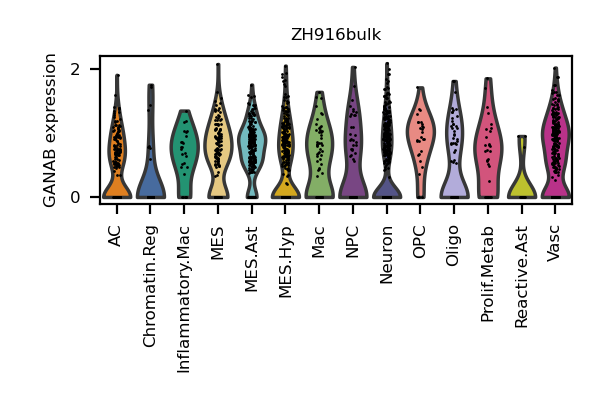 ZH916bulk
GANAB expression
2
0
AC
Chromatin.Reg
Inflammatory.Mac
MES
MES.Ast
MES.Hyp
Mac
NPC
Neuron
OPC
Oligo
Prolif.Metab
Reactive.Ast
Vasc